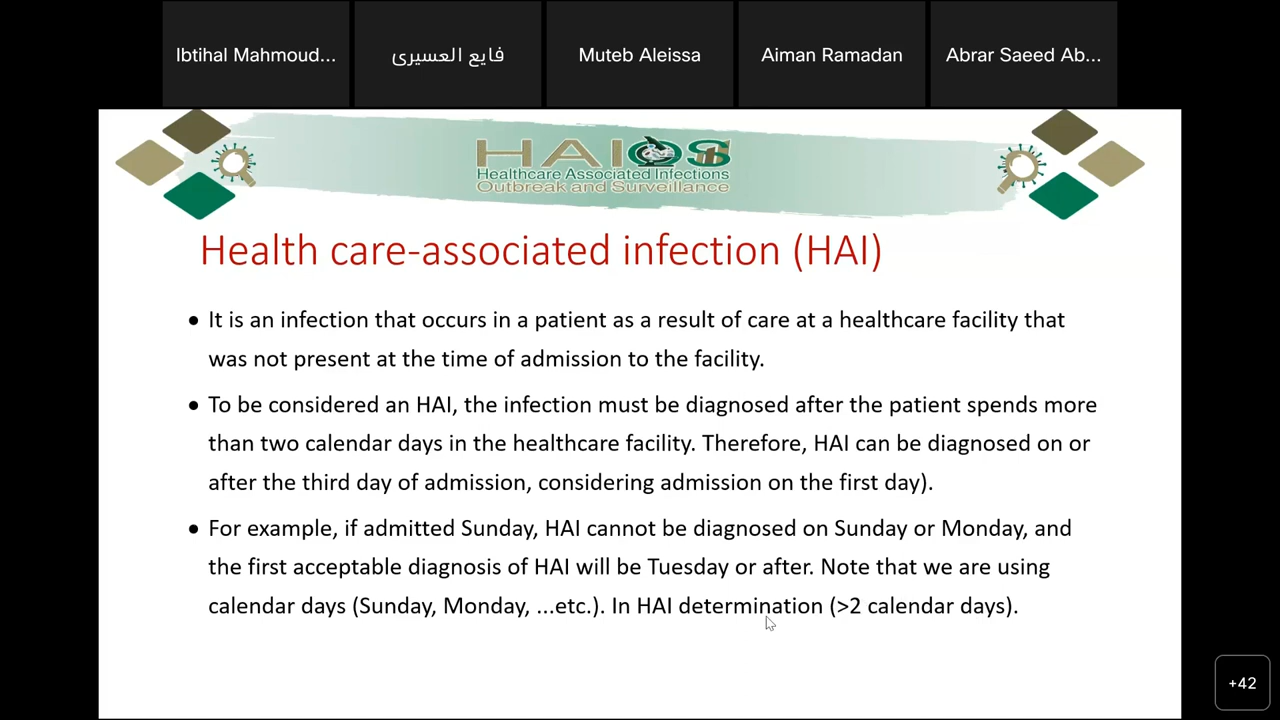 Ibtihal Mahmoud...
فايع العسيرى
Muteb Aleissa
Aiman Ramadan
Abrar Saeed Ab...
HAIOS
Healthcare Associated Infections
Outbreak and Surveillance
Health care-associated infection (HAI)
• It is an infection that occurs in a patient as a result of care at a healthcare facility that
was not present at the time of admission to the facility.
• To be considered an HAI, the infection must be diagnosed after the patient spends more
than two calendar days in the healthcare facility. Therefore, HAI can be diagnosed on or
after the third day of admission, considering admission on the first day).
• For example, if admitted Sunday, HAI cannot be diagnosed on Sunday or Monday, and
the first acceptable diagnosis of HAI will be Tuesday or after. Note that we are using
calendar days (Sunday, Monday, ...etc.). In HAI determination (>2 calendar days).
+42